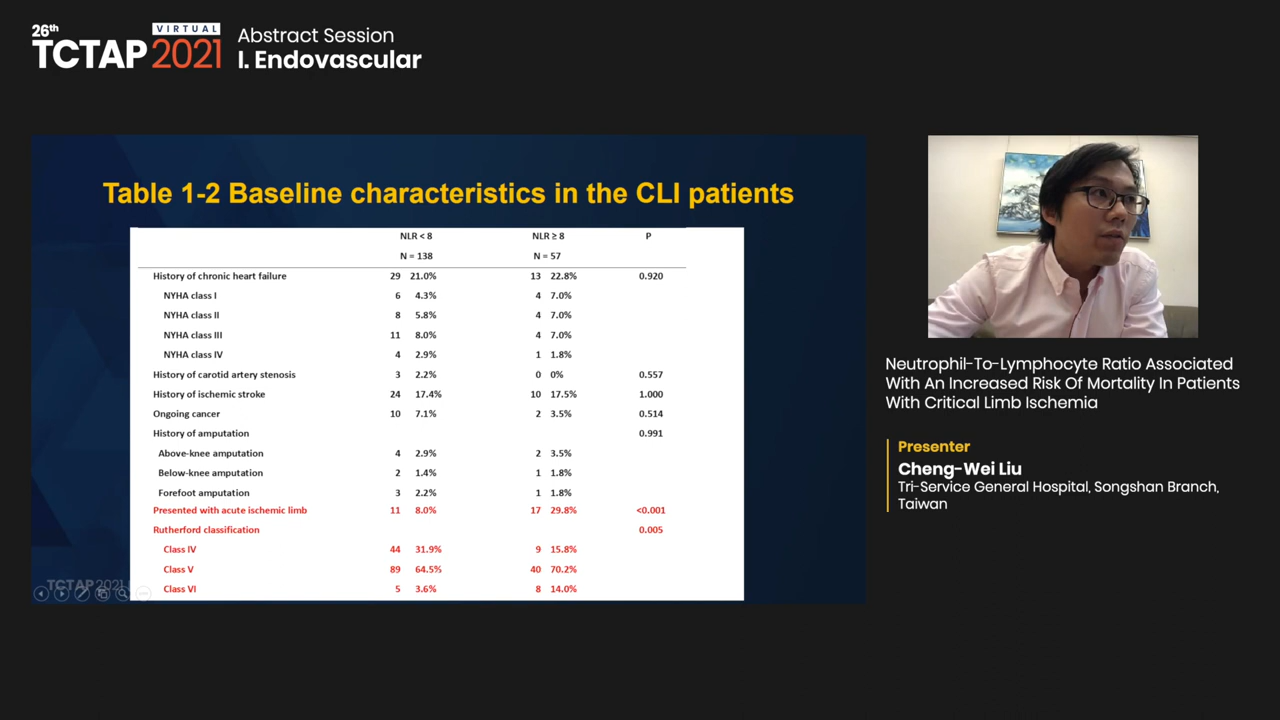 26th
VIRTUAL
TCTAP 2021
Abstract Session
I. Endovascular
Table 1-2 Baseline characteristics in the CLI patients
NLR < 8 NLR ≥ 8 P
N = 138 N = 57
History of chronic heart failure 29 21.0% 13 22.8% 0.920
NYHA class I 6 4.3% 4 7.0%
NYHA class II 8 5.8% 4 7.0%
NYHA class III 11 8.0% 4 7.0%
NYHA class IV 4 2.9% 1 1.8%
History of carotid artery stenosis 3 2.2% 0 0% 0.557
History of ischemic stroke 24 17.4% 10 17.5% 1.000
Ongoing cancer 10 7.1% 2 3.5% 0.514
History of amputation 0.991
Above-knee amputation 4 2.9% 2 3.5%
Below-knee amputation 2 1.4% 1 1.8%
Forefoot amputation 3 2.2% 1 1.8%
Presented with acute ischemic limb 11 8.0% 17 29.8% <0.001
Rutherford classification 0.005
Class IV 44 31.9% 9 15.8%
Class V 89 64.5% 40 70.2%
Class VI 5 3.6% 8 14.0%
TCTAP 2021
Neutrophil-To-Lymphocyte Ratio Associated
With An Increased Risk Of Mortality In Patients
With Critical Limb Ischemia
Presenter
Cheng-Wei Liu
Tri-Service General Hospital, Songshan Branch,
Taiwan